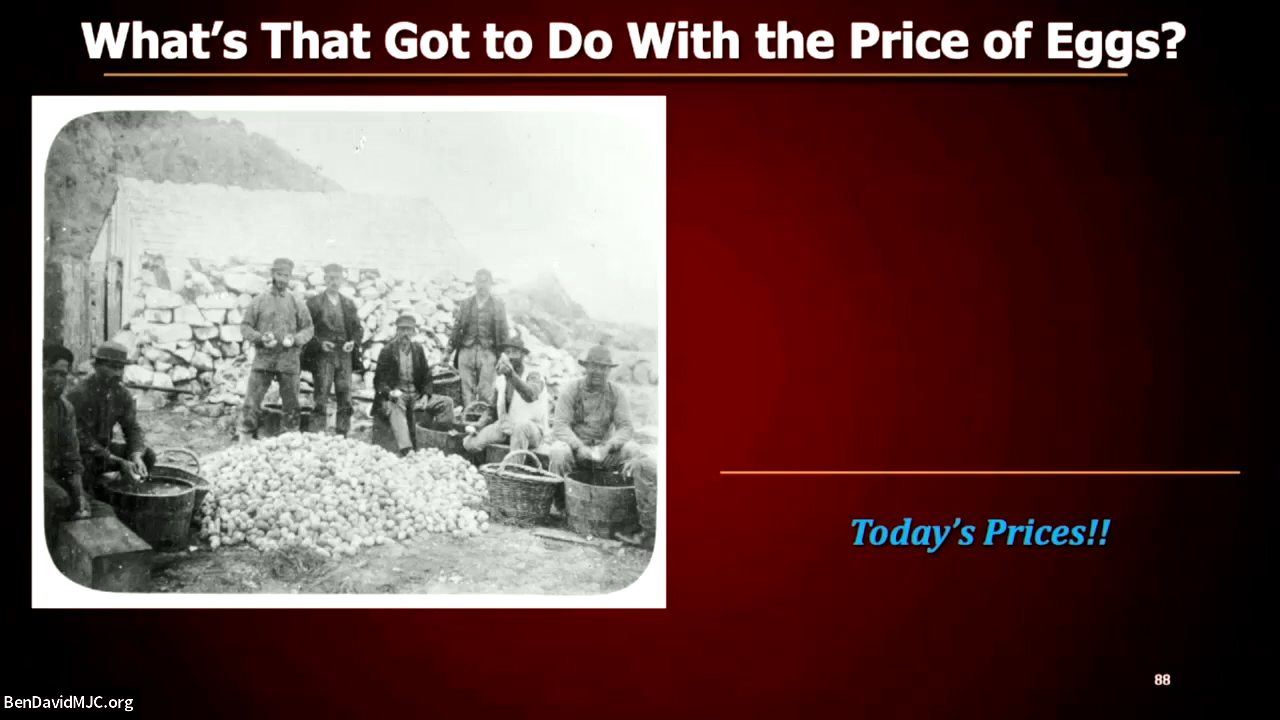 What's That Got to Do With the Price of Eggs?
Today's Prices!!
88
BenDavidMJC.org